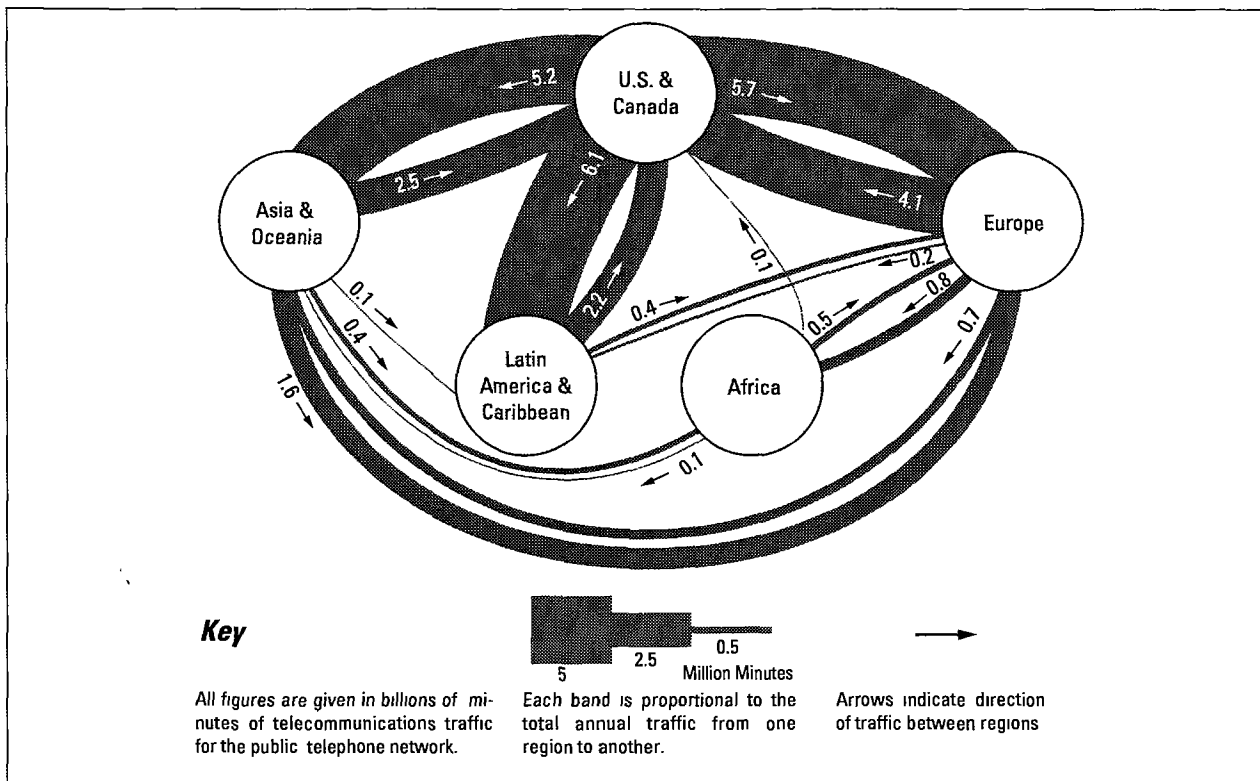 U.S. &
Canada
←5.2
5.7 →
2.5 →
← 6.1
← 4.1
Asia &
Oceania
Europe
2.2 →
← 0.1
← 0.2
0.1 →
0.4 →
0.4 →
0.5 →
← 0.8
← 0.7
Latin
America &
Caribbean
Africa
1.6 →
← 0.1
Key
5
2.5
0.5
Million Minutes
All figures are given in billions of mi-
nutes of telecommunications traffic
for the public telephone network.
Each band is proportional to the
total annual traffic from one
region to another.
Arrows indicate direction
of traffic between regions